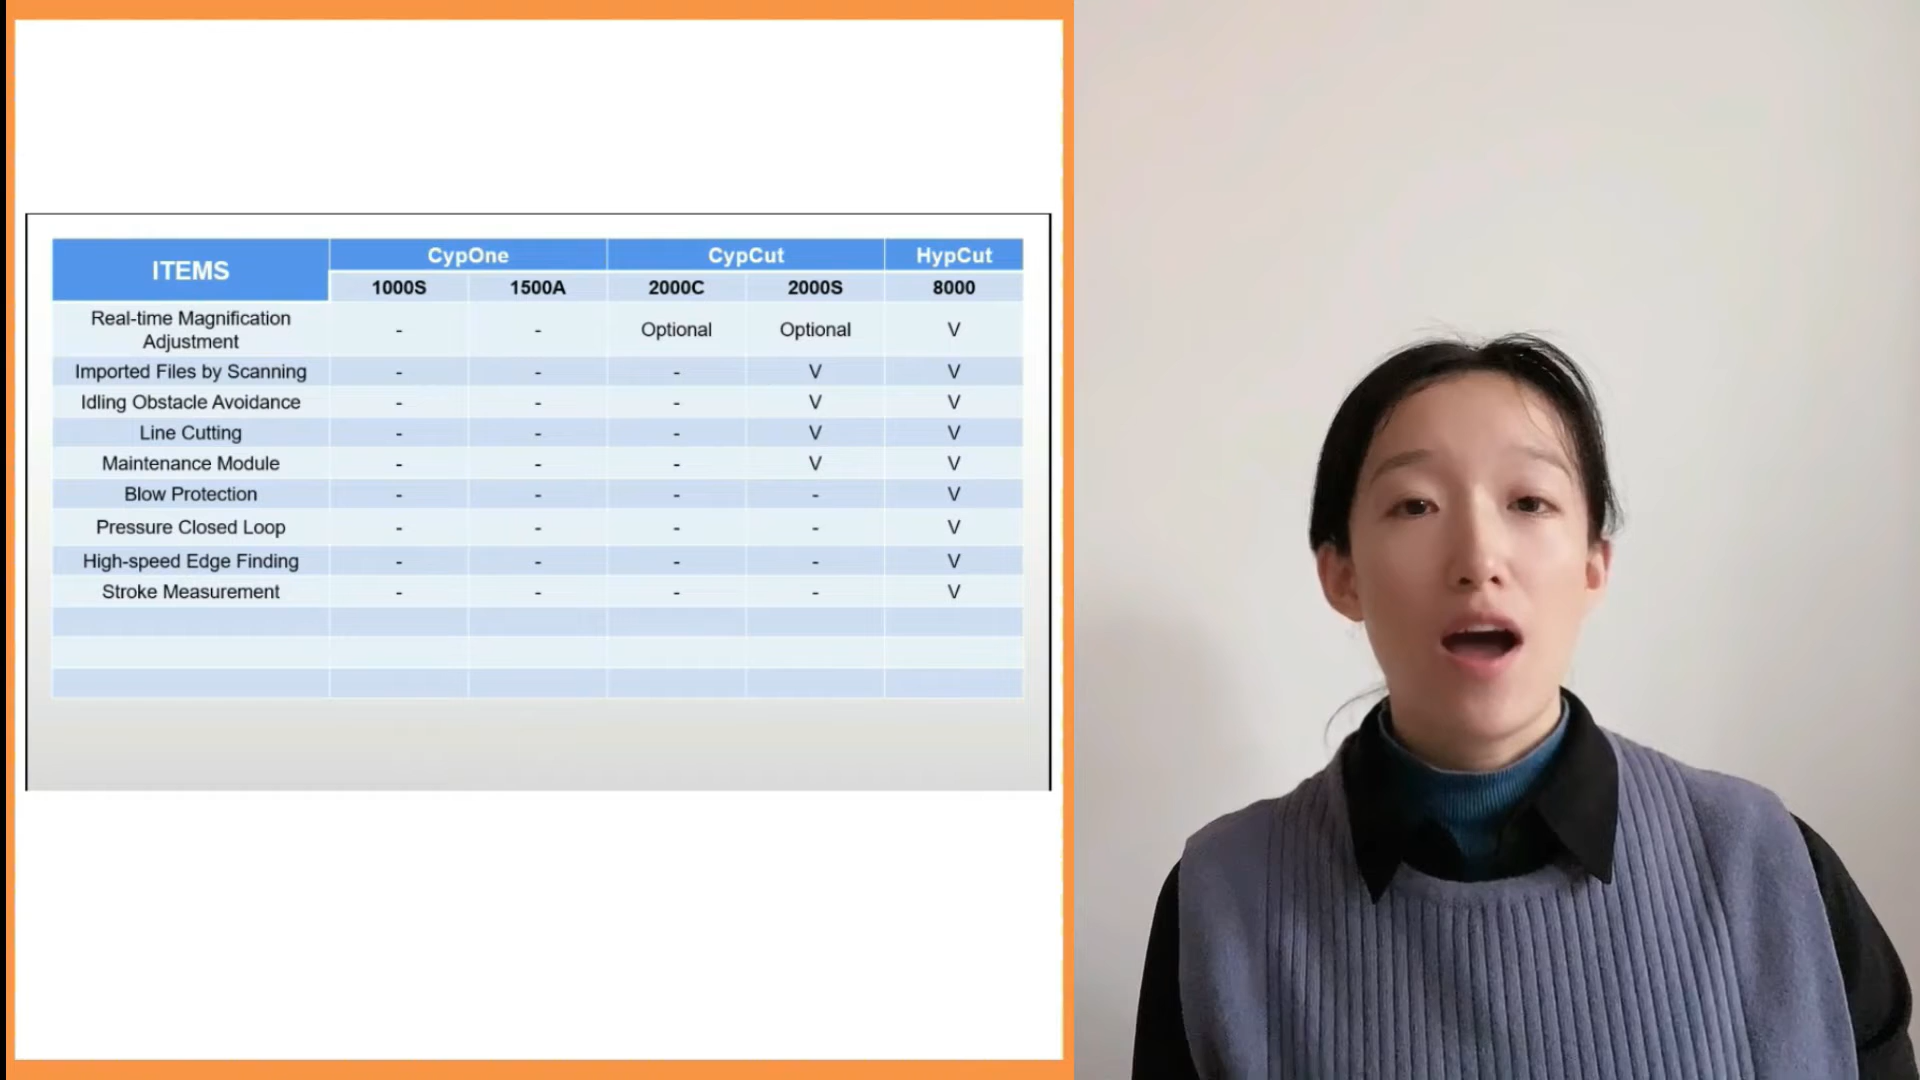 ITEMS CypOne CypCut HypCut
1000S 1500A 2000C 2000S 8000
Real-time Magnification
Adjustment - - Optional Optional V
Imported Files by Scanning - - - V V
Idling Obstacle Avoidance - - - V V
Line Cutting - - - V V
Maintenance Module - - - V V
Blow Protection - - - - V
Pressure Closed Loop - - - - V
High-speed Edge Finding - - - - V
Stroke Measurement - - - - V